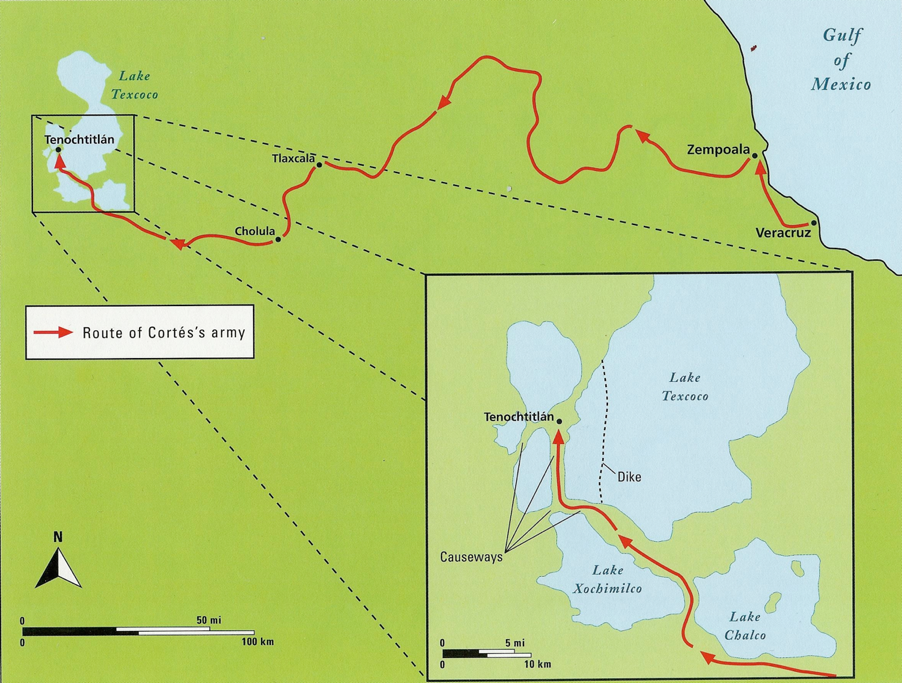 Gulf
of
Mexico
Lake
Texcoco
Tenochtitlán
Tlaxcala
Zempoala
Cholula
Veracruz
Route of Cortés's army
Lake
Texcoco
Tenochtitlán
Dike
Causeways
Lake
Xochimilco
Lake
Chalco
N
0 50 mi
0 100 km
0 5 mi
0 10 km